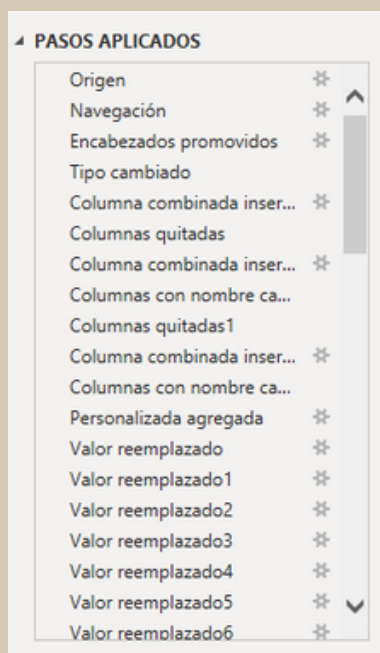 PASOS APLICADOS
Origen
Navegación
Encabezados promovidos
Tipo cambiado
Columna combinada inser...
Columnas quitadas
Columna combinada inser...
Columnas con nombre ca...
Columnas quitadas1
Columna combinada inser...
Columnas con nombre ca...
Personalizada agregada
Valor reemplazado
Valor reemplazado1
Valor reemplazado2
Valor reemplazado3
Valor reemplazado4
Valor reemplazado5
Valor reemplazado6